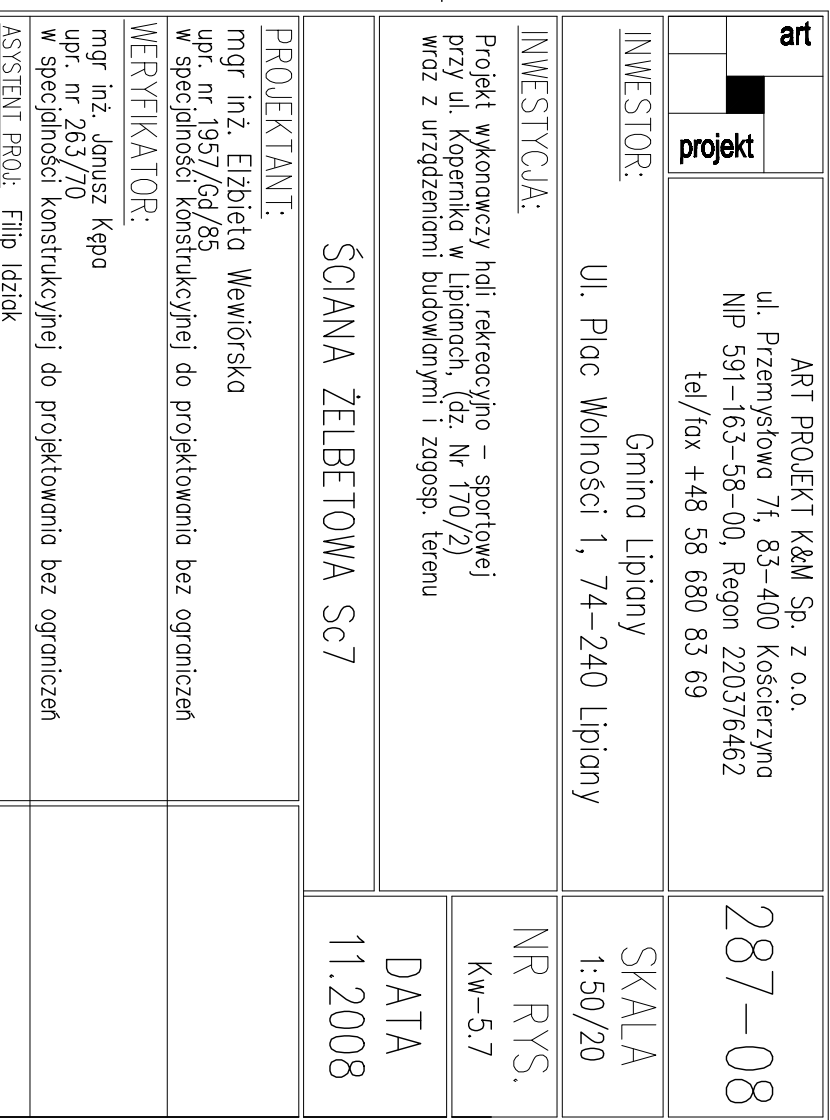 art
projekt
ART PROJEKT K&M Sp. z o.o.
ul. Przemysłowa 7f, 83-400 Kościerzyna
NIP 591-163-58-00, Regon 220376462
tel/fax +48 58 680 83 69
287-08
INWESTOR:
Gmina Lipiany
Ul. Plac Wolności 1, 74-240 Lipiany
SKALA
1:50/20
INWESTYCJA:
Projekt wykonawczy hali rekreacyjno - sportowej
przy ul. Kopernika w Lipianach, (dz. Nr 170/2)
wraz z urządzeniami budowlanymi i zagosp. terenu
NR RYS.
Kw-5.7
ŚCIANA ŻELBETOWA Sc7
DATA
11.2008
PROJEKTANT:
mgr inż. Elżbieta Wewiórska
upr. nr 1957/Gd/85
w specjalności konstrukcyjnej do projektowania bez ograniczeń
WERYFIKATOR:
mgr inż. Janusz Kępa
upr. nr 263/70
w specjalności konstrukcyjnej do projektowania bez ograniczeń
ASYSTENT PROJ: Filip Idziak